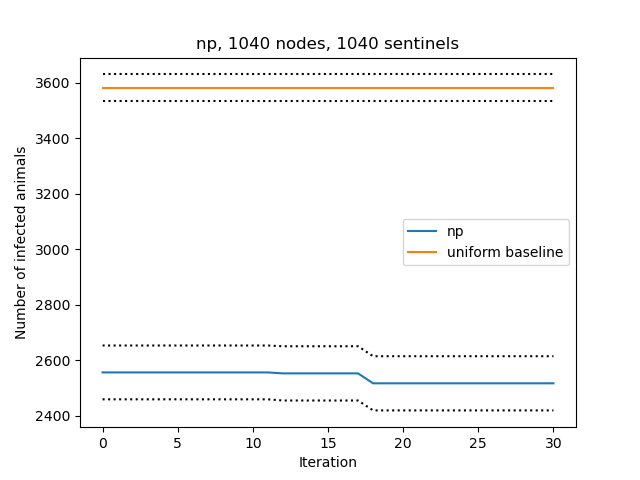 np, 1040 nodes, 1040 sentinels
3600
3400
3200
3000
2800
2600
2400
Number of infected animals
np
uniform baseline
0 5 10 15 20 25 30
Iteration